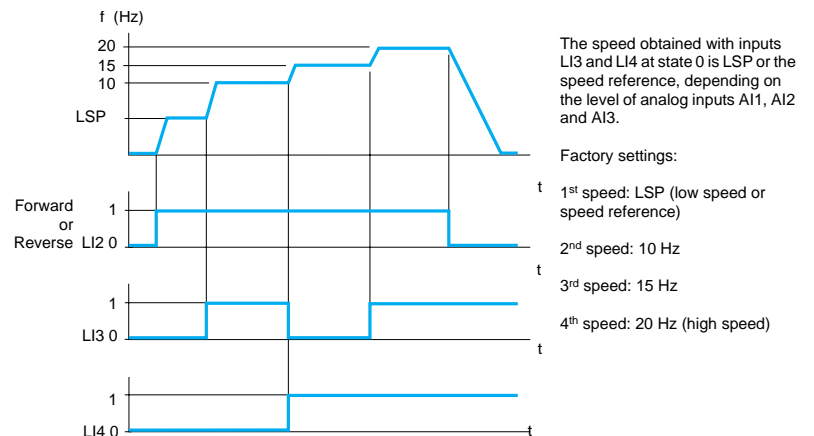 f (Hz)
20
15
10
LSP
t
Forward
or
Reverse LI2 0
1
t
1
LI3 0
t
1
LI4 0
t
The speed obtained with inputs
LI3 and LI4 at state 0 is LSP or the
speed reference, depending on
the level of analog inputs AI1, AI2
and AI3.
Factory settings:
1st speed: LSP (low speed or
speed reference)
2nd speed: 10 Hz
3rd speed: 15 Hz
4th speed: 20 Hz (high speed)